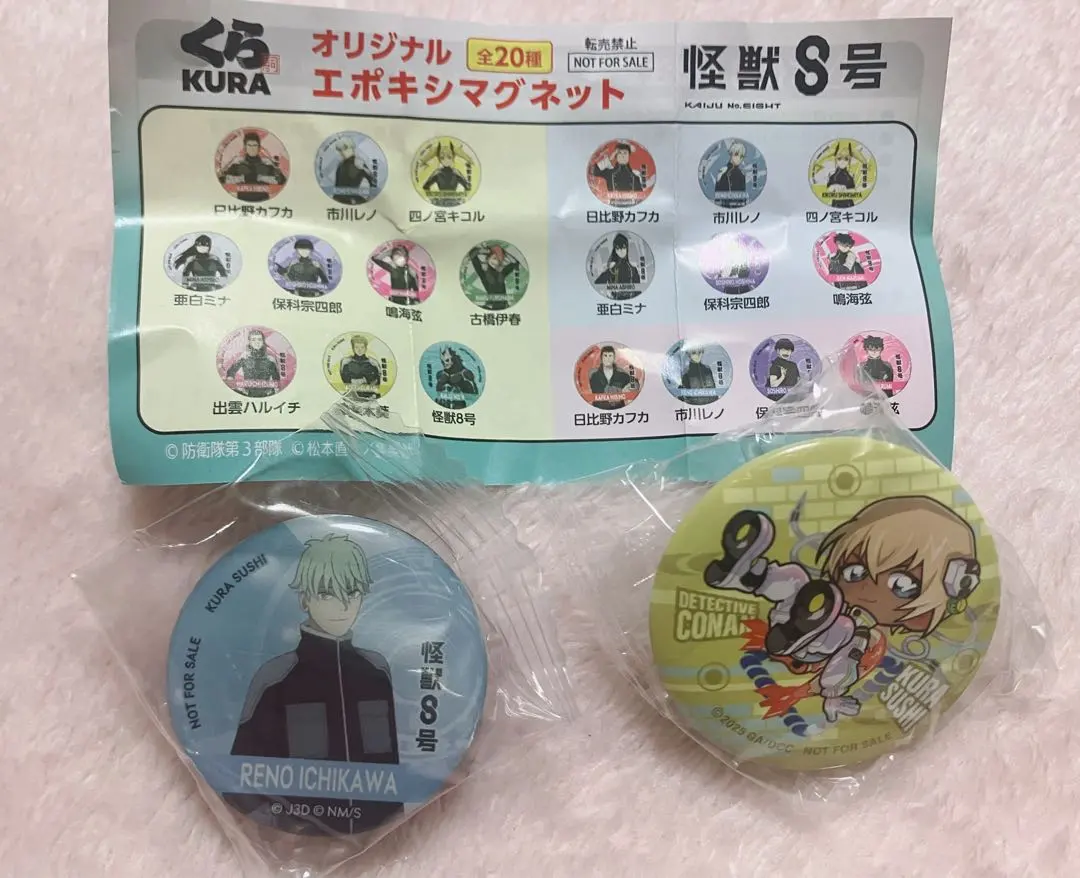 くら
KURA
オリジナル
全20種
エポキシマグネット
転売禁止
NOT FOR SALE
怪獣8号
KAIJU No.EIGHT
日比野カフカ
市川レノ
四ノ宮キコル
亜白ミナ
保科宗四郎
鳴海弦
古橋伊春
出雲ハルイチ
怪獣8号
日比野カフカ
市川レノ
四ノ宮キコル
亜白ミナ
保科宗四郎
鳴海弦
日比野カフカ
市川レノ
© 防衛隊第3部隊 © 松本直
KURA SUSHI
NOT FOR SALE
怪獣8号
RENO ICHIKAWA
© J3D © NM/S
DETECTIVE
CONAN
KURA
SUSHI
© 2025 GA/DCC NOT FOR SALE